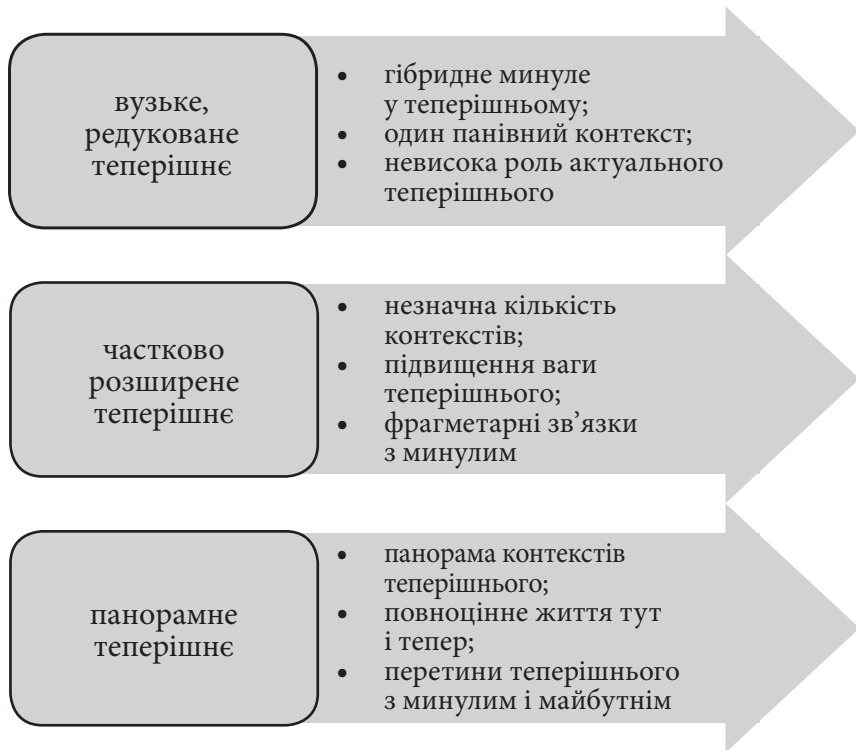 вузьке,
редуковане
теперішнє
• гібридне минуле
у теперішньому;
• один панівний контекст;
• невисока роль актуального
теперішнього
частково
розширене
теперішнє
• незначна кількість
контекстів;
• підвищення ваги
теперішнього;
• фрагметарні зв’язки
з минулим
панорамне
теперішнє
• панорама контекстів
теперішнього;
• повноцінне життя тут
і тепер;
• перетини теперішнього
з минулим і майбутнім